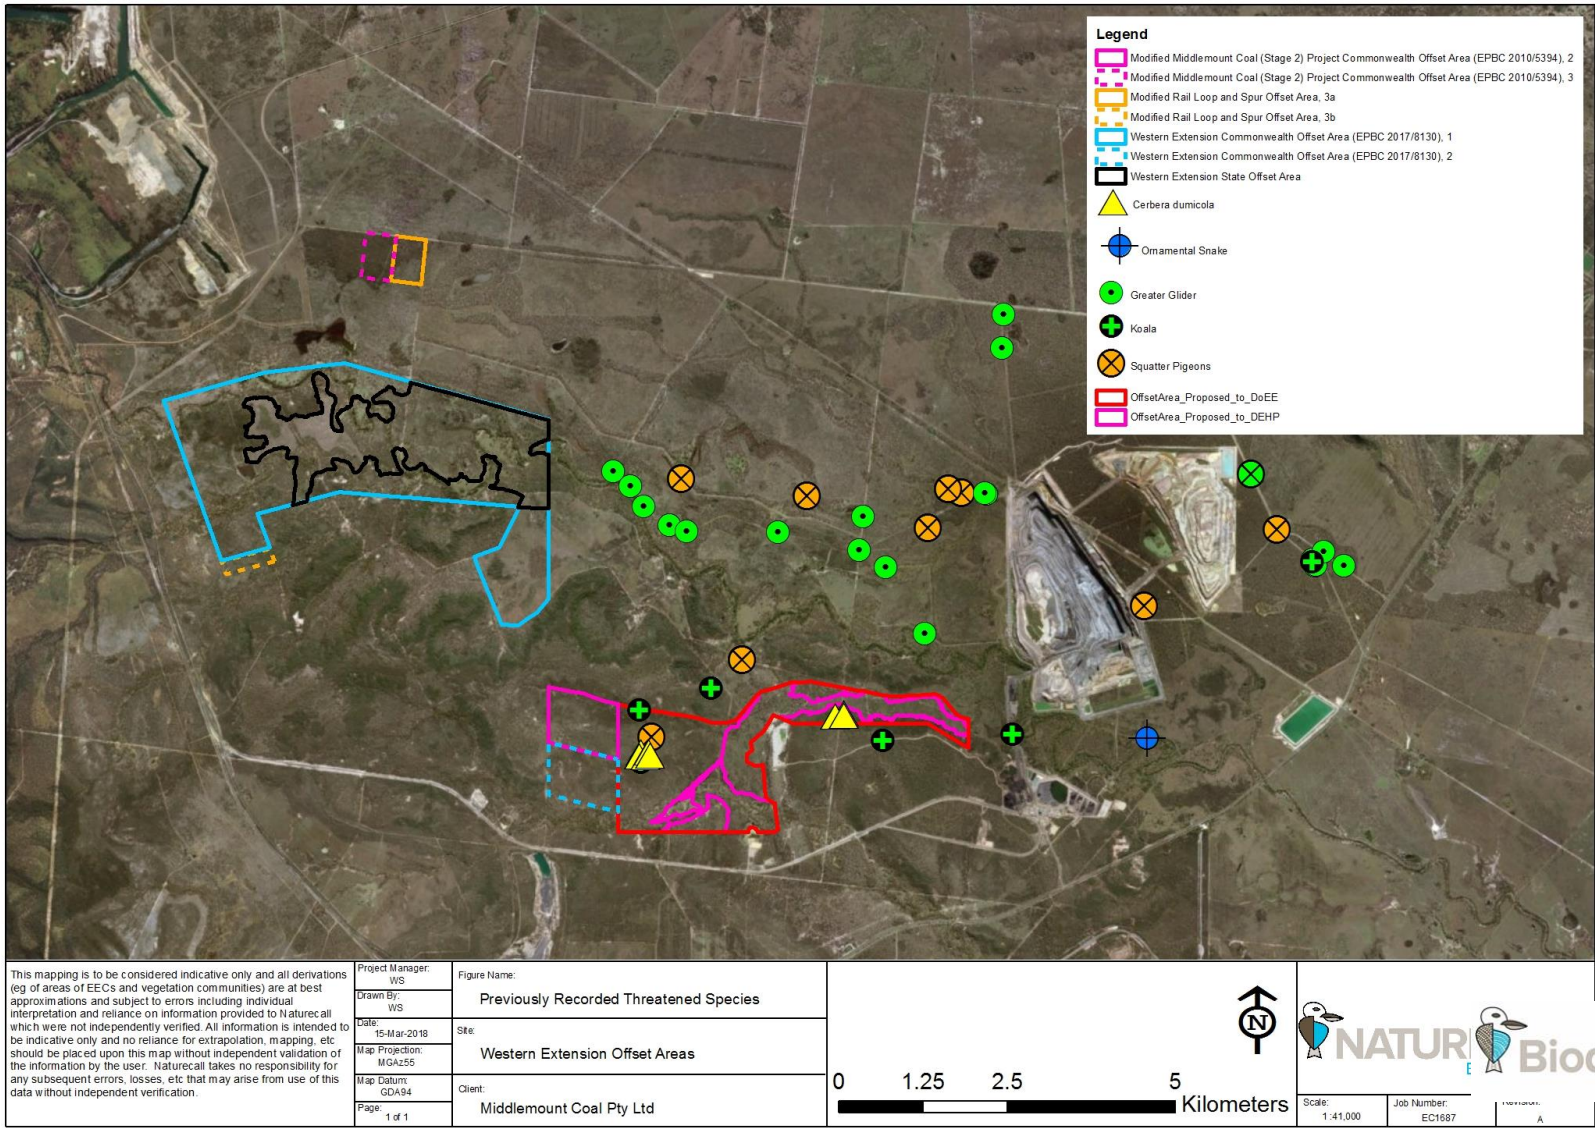 Legend
Modified Middlemount Coal (Stage 2) Project Commonwealth Offset Area (EPBC 2010/5394), 2
Modified Middlemount Coal (Stage 2) Project Commonwealth Offset Area (EPBC 2010/5394), 3
Modified Rail Loop and Spur Offset Area, 3a
Modified Rail Loop and Spur Offset Area, 3b
Western Extension Commonwealth Offset Area (EPBC 2017/8130), 1
Western Extension Commonwealth Offset Area (EPBC 2017/8130), 2
Western Extension State Offset Area
Cerbera dumicola
Ornamental Snake
Greater Glider
Koala
Squatter Pigeons
OffsetArea_Proposed_to_DoEE
OffsetArea_Proposed_to_DEHP
This mapping is to be considered indicative only and all derivations
(eg of areas of EECs and vegetation communities) are at best
approximations and subject to errors including individual
interpretation and reliance on information provided to Naturecall
which were not independently verified. All information is intended to
be indicative only and no reliance for extrapolation, mapping, etc
should be placed upon this map without independent validation of
the information by the user. Naturecall takes no responsibility for
any subsequent errors, losses, etc that may arise from use of this
data without independent verification.
Project Manager:
WS
Drawn By:
WS
Date:
15-Mar-2018
Map Projection:
MGAz55
Map Datum:
GDA94
Page:
1 of 1
Figure Name:
Previously Recorded Threatened Species
Site:
Western Extension Offset Areas
Client:
Middlemount Coal Pty Ltd
N
0 1.25 2.5 5
Kilometers
NATUR
E
Biod
Scale:
1:41,000
Job Number:
EC1687
Revision:
A